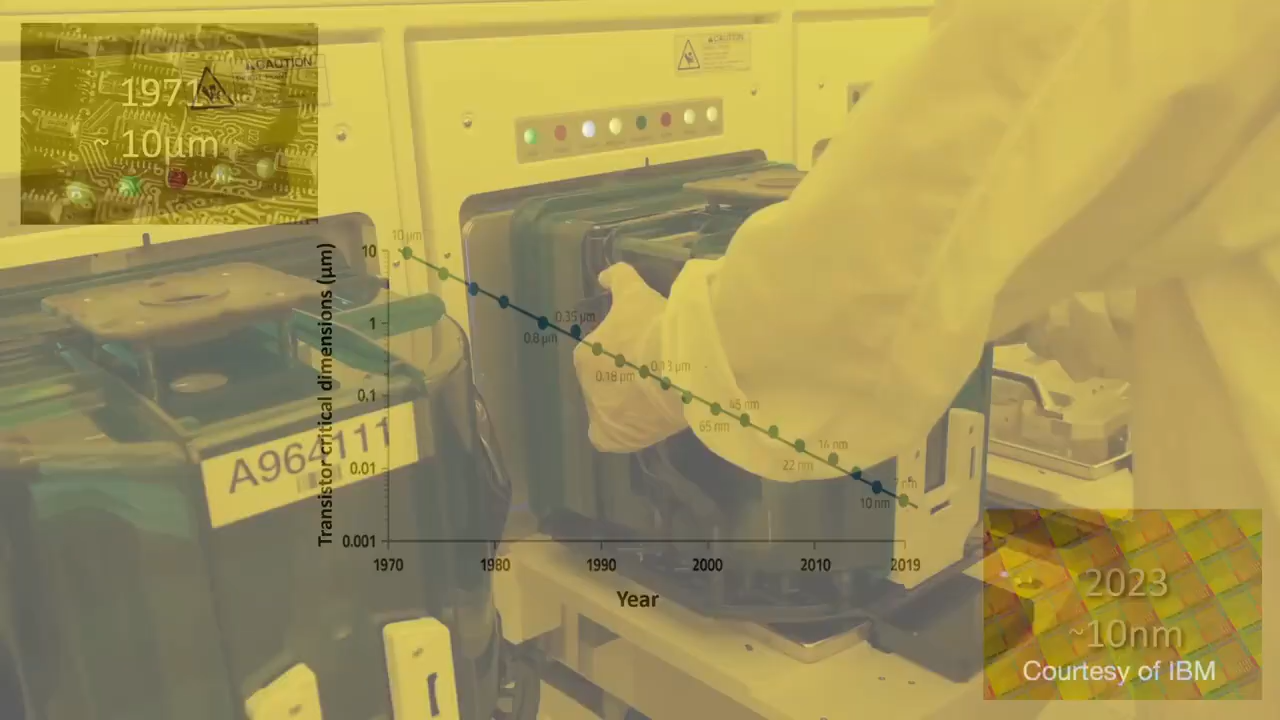 1971
~ 10µm
CAUTION
CAUTION
A964111
Transistor critical dimensions (µm)
10
1
0,1
0.01
0.001
10 µm
0.8 µm
0.35 µm
0.18 µm
0.13 µm
65 nm
45 nm
22 nm
14 nm
10 nm
1970
1980
1990
2000
2010
2019
Year
2023
~10nm
Courtesy of IBM